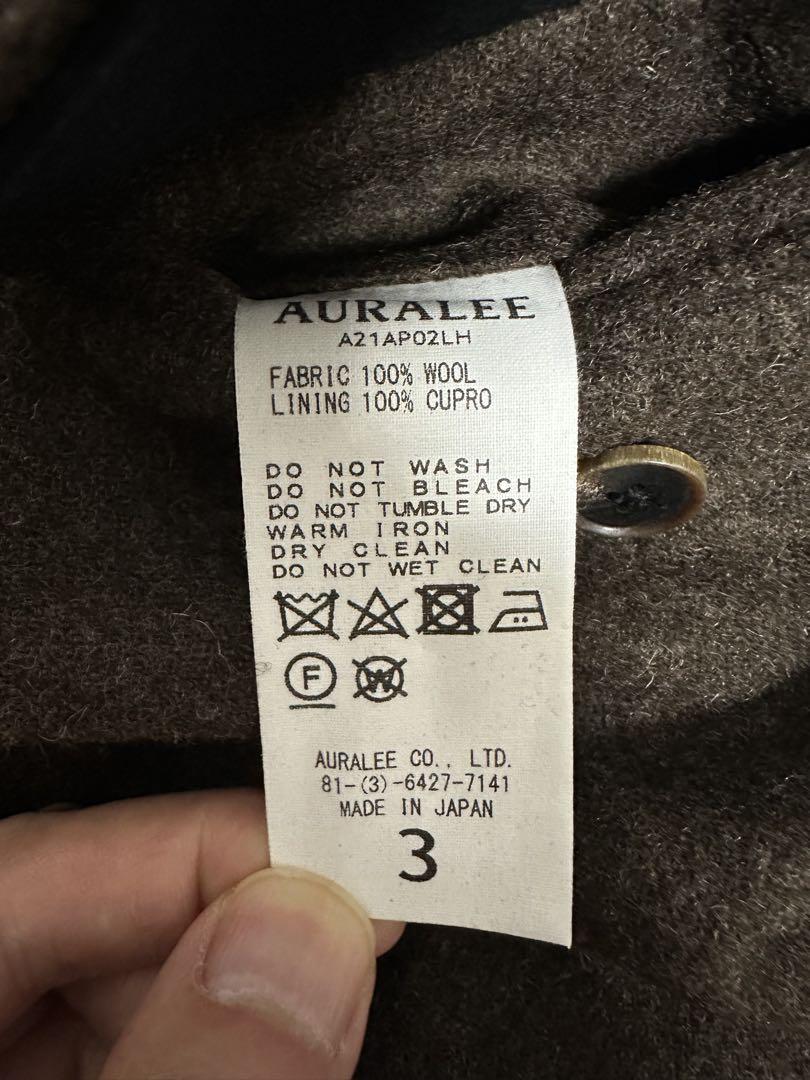 AURALEE
A21AP02LH
FABRIC 100% WOOL
LINING 100% CUPRO
DO NOT WASH
DO NOT BLEACH
DO NOT TUMBLE DRY
WARM IRON
DRY CLEAN
DO NOT WET CLEAN
F W
AURALEE CO., LTD.
81-(3)-6427-7141
MADE IN JAPAN
3